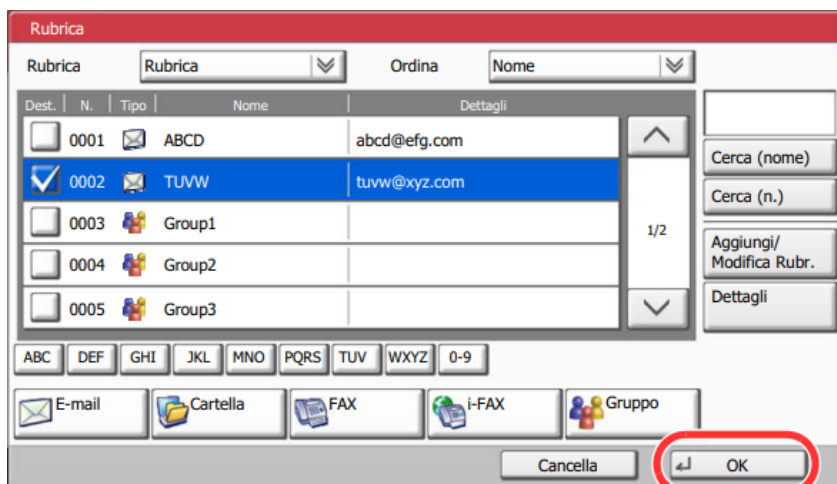 Rubrica
Rubrica Rubrica Ordina Nome
Dest. N. Tipo Nome Dettagli
0001 ABCD abcd@efg.com
0002 TUVW tuvw@xyz.com
0003 Group1
0004 Group2
0005 Group3
1/2
Cerca (nome)
Cerca (n.)
Aggiungi/
Modifica Rubr.
Dettagli
ABC DEF GHI JKL MNO PQRS TUV WXYZ 0-9
E-mail Cartella FAX i-FAX Gruppo
Cancella OK